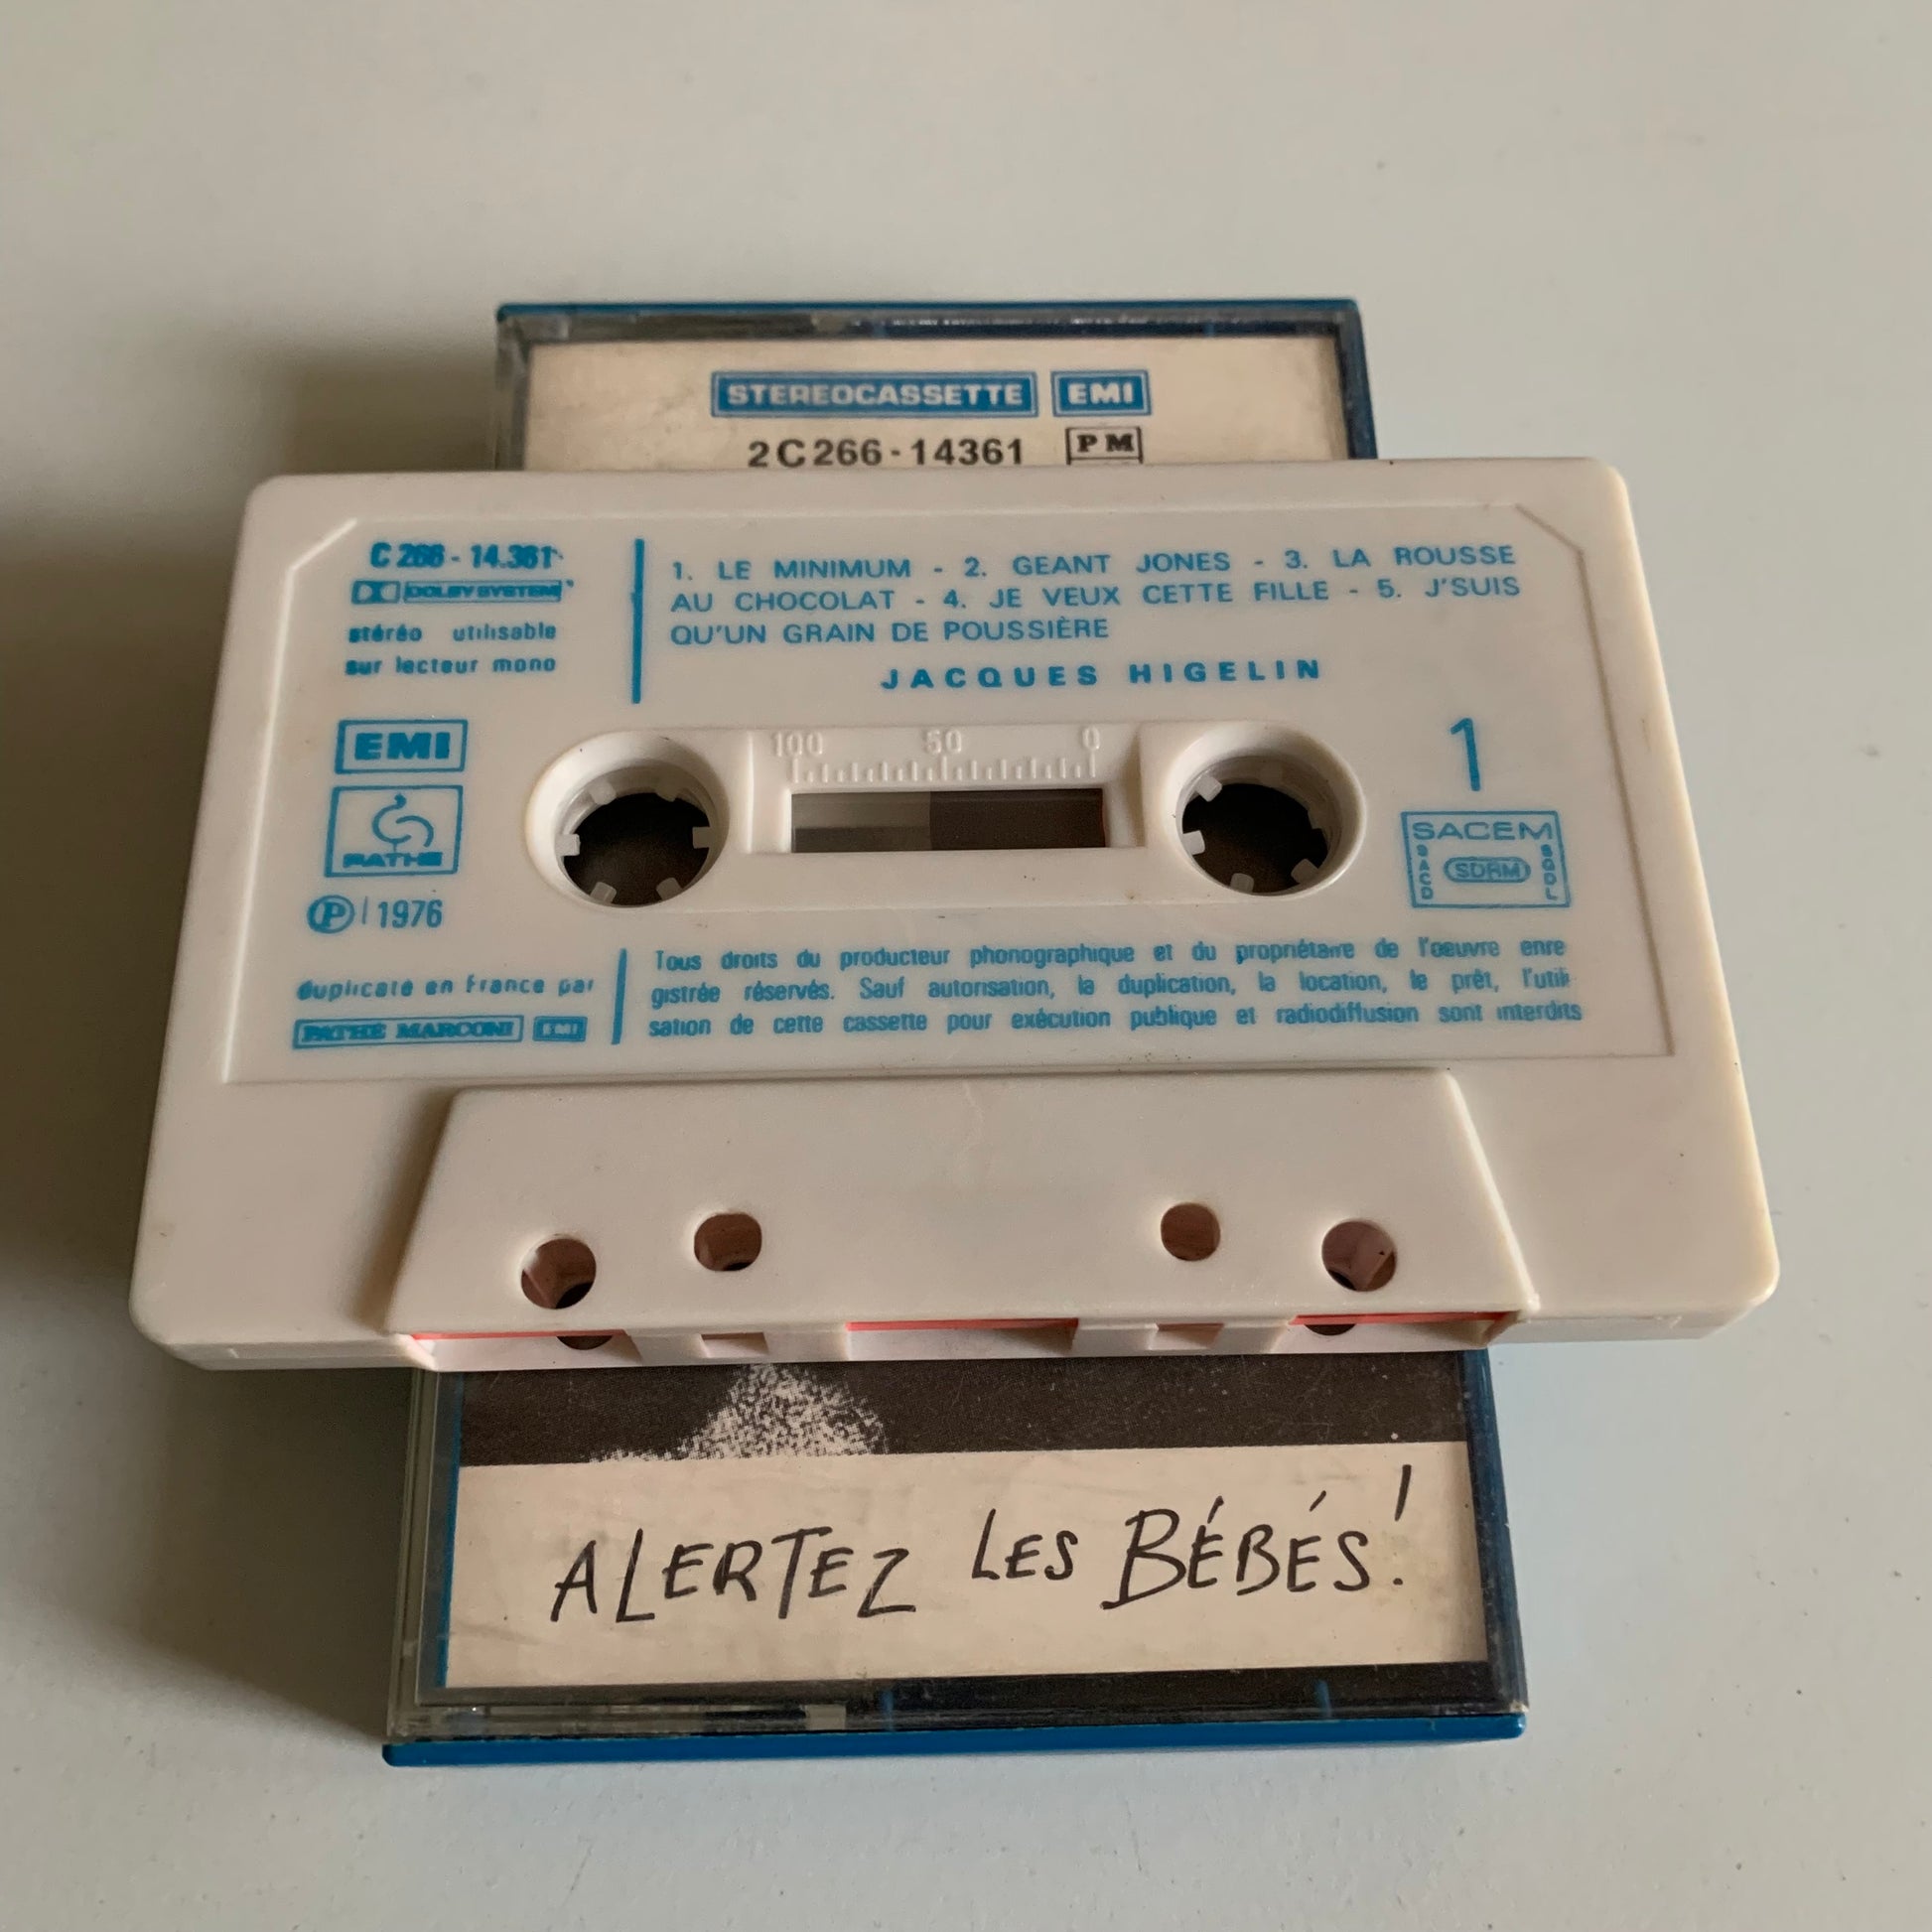 STEREOCASSETTE EMI
2C266-14361 PM
C 266 - 14.361
DOLBY SYSTEM
stéréo utilisable
sur lecteur mono
1. LE MINIMUM - 2. GEANT JONES - 3. LA ROUSSE
AU CHOCOLAT - 4. JE VEUX CETTE FILLE - 5. J'SUIS
QU'UN GRAIN DE POUSSIÈRE
JACQUES HIGELIN
100 50 0
EMI
PATHE
Ⓟ 1976
1
SACEM
SACD SDRM SGDL
duplicaté en France par
PATHÉ MARCONI EMI
Tous droits du producteur phonographique et du propriétaire de l'oeuvre enre
gistrée réservés. Sauf autorisation, la duplication, la location, le prêt, l'utili-
sation de cette cassette pour exécution publique et radiodiffusion sont interdits
ALERTEZ LES BÉBÉS!